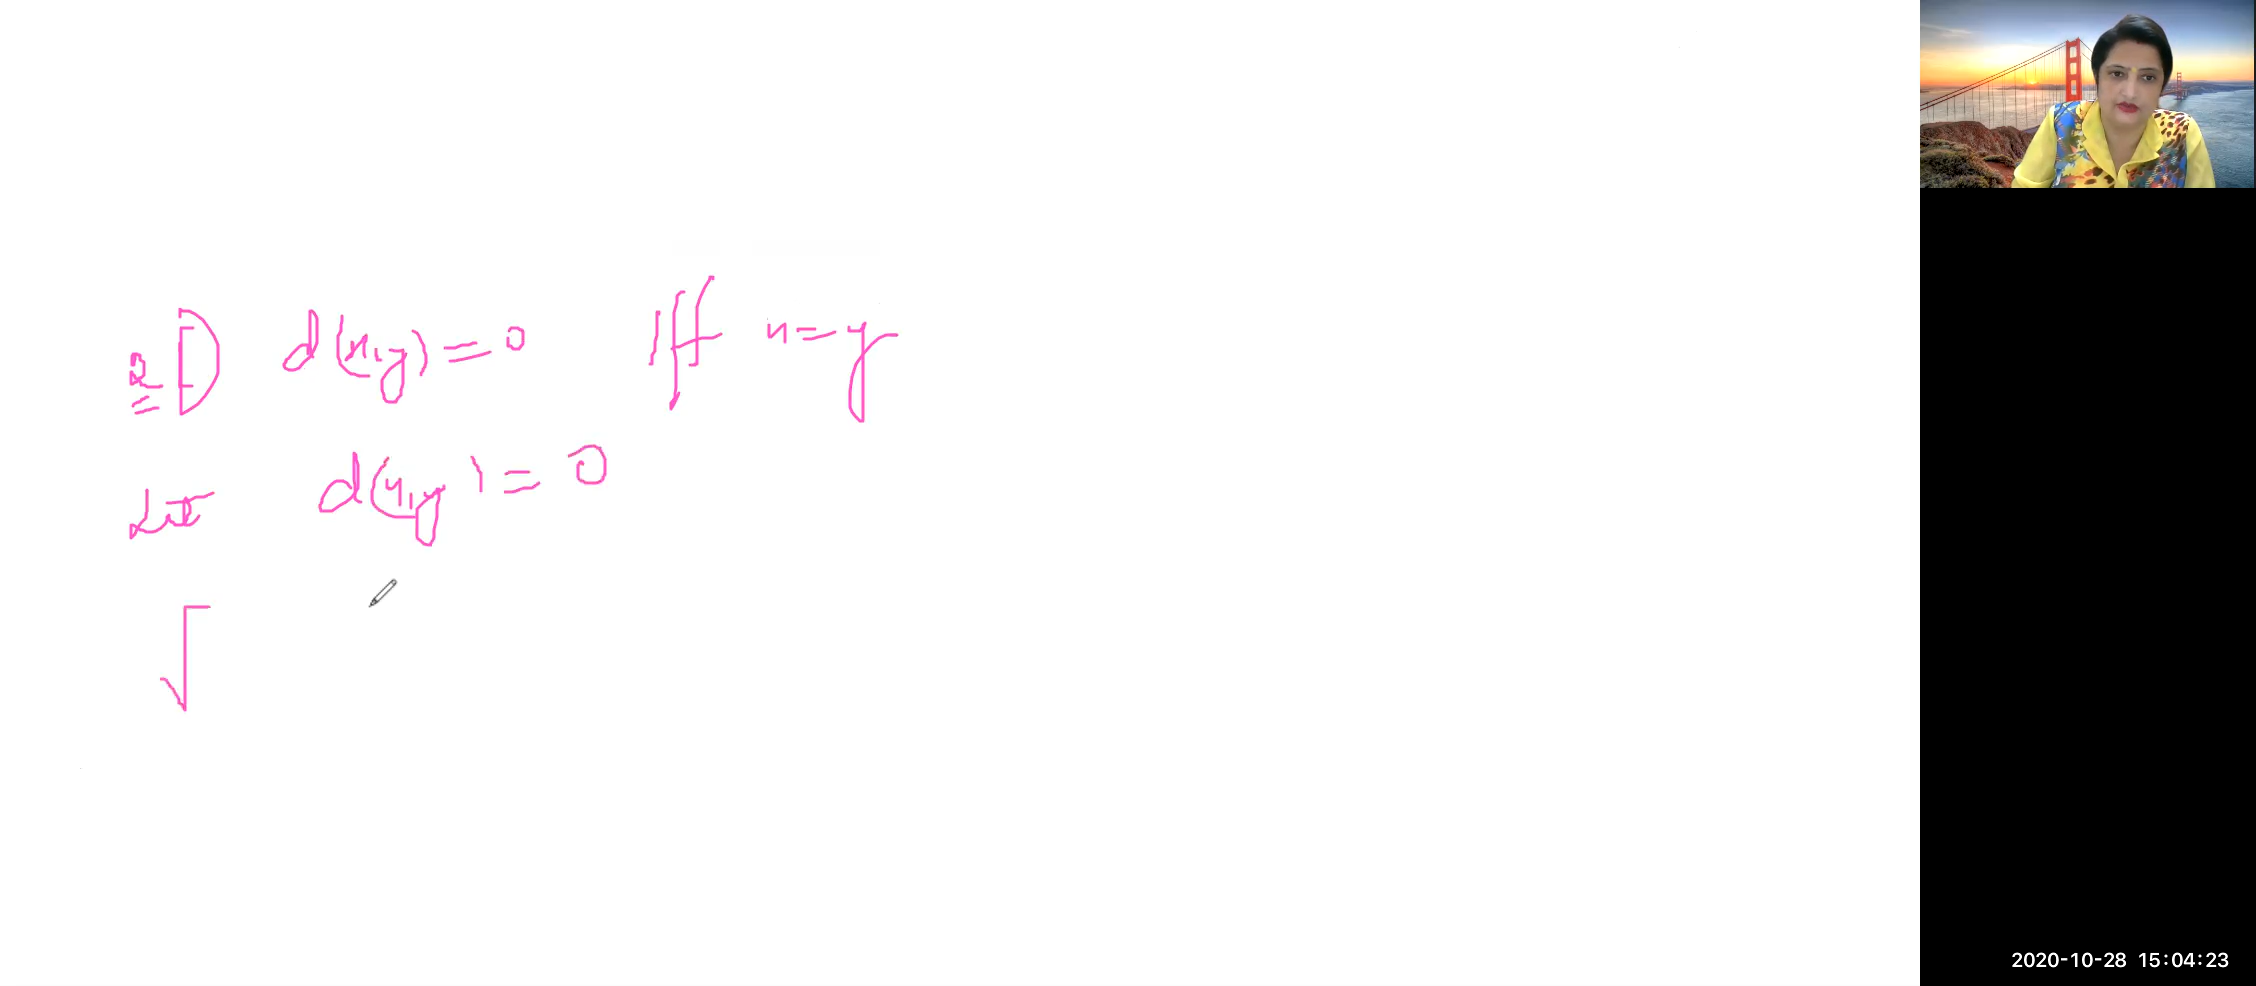 2) d(x,y) = 0 Iff x = y
Let d(x,y) = 0
√
2020-10-28 15:04:23